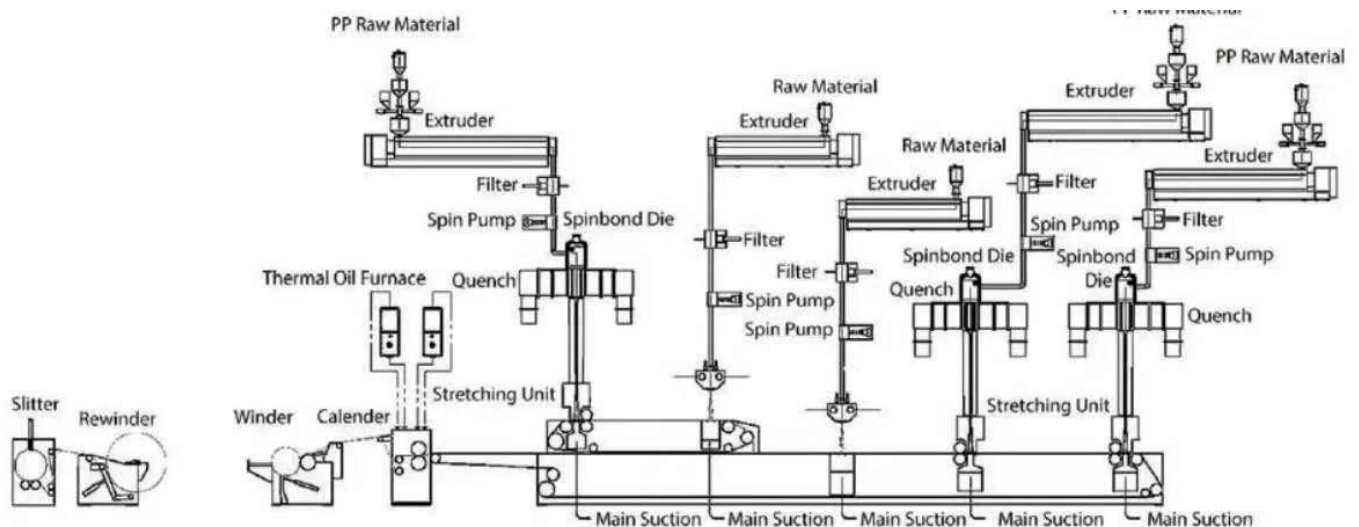 PP Raw Material
PP Raw Material
PP Raw Material
Raw Material
Raw Material
Extruder
Extruder
Extruder
Extruder
Extruder
Filter
Filter
Filter
Filter
Filter
Spin Pump
Spinbond Die
Spin Pump
Spin Pump
Spin Pump
Spin Pump
Spinbond Die
Spinbond
Die
Thermal Oil Furnace
Quench
Quench
Quench
Stretching Unit
Stretching Unit
Slitter
Rewinder
Winder
Calender
Main Suction
Main Suction
Main Suction
Main Suction
Main Suction